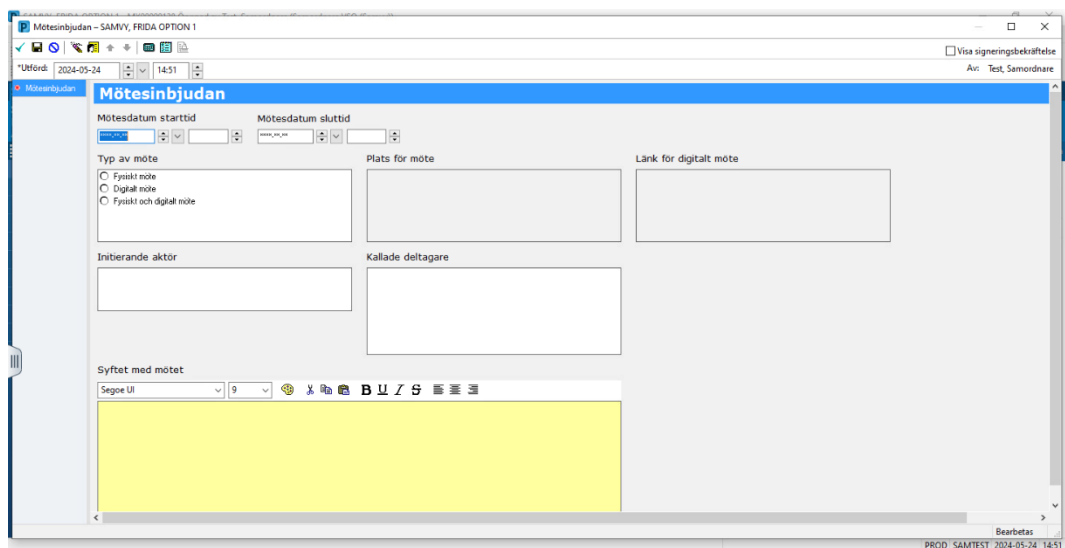 Mötesinbjudan – SAMVY, FRIDA OPTION 1
Visa signeringsbekräftelse
*Utförd: 2024-05-24 14:51 Av: Test, Samordnare
Mötesinbjudan
Mötesinbjudan
Mötesdatum starttid Mötesdatum sluttid
Typ av möte Plats för möte Länk för digitalt möte
Fysiskt möte
Digitalt möte
Fysiskt och digitalt möte
Initierande aktör Kallade deltagare
Syftet med mötet
Segoe UI 9 B U I S
Bearbetas
PROD_SAMTEST 2024-05-24 14:51